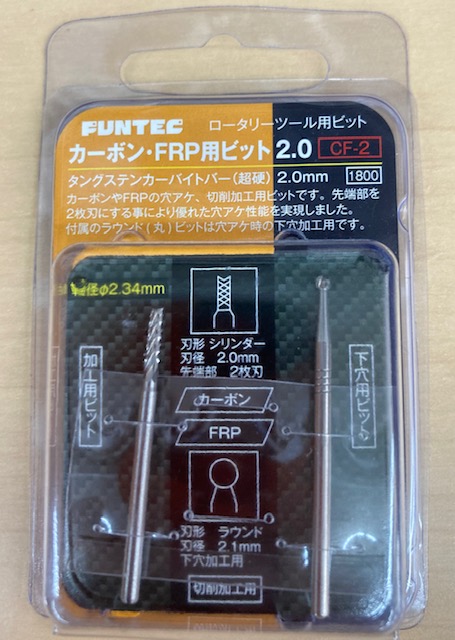 FUNTEC
ロータリーツール用ビット
カーボン・FRP用ビット 2.0 CF-2
タングステンカーバイトバー(超硬) 2.0mm 1800
カーボンやFRPの穴アケ、切削加工用ビットです。先端部を
2枚刃にする事により優れた穴アケ性能を実現しました。
付属のラウンド(丸)ビットは穴アケ時の下穴加工用です。
軸径φ2.34mm
刃形 シリンダー
刃径 2.0mm
先端部 2枚刃
加工用ビット
下穴用ビット
カーボン
FRP
刃形 ラウンド
刃径 2.1mm
下穴加工用
切削加工用